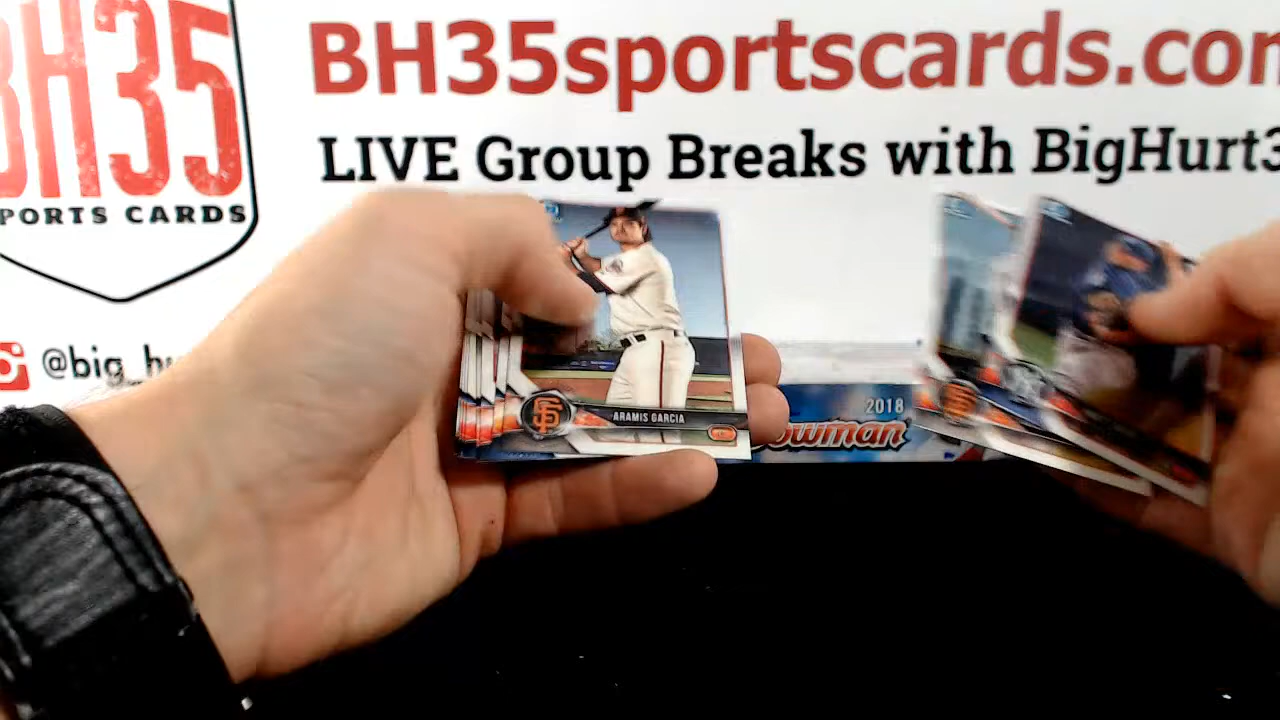 BH35
PORTS CARDS
BH35sportscards.con
LIVE Group Breaks with BigHurt3
@big_hu
2018
owman
SF
ARAMIS GARCIA